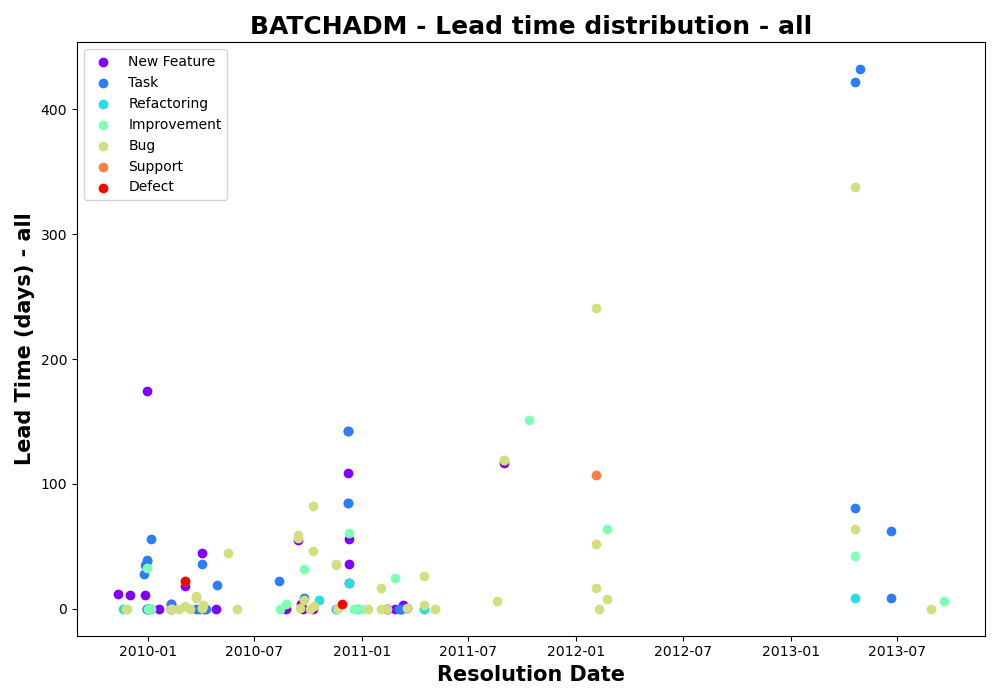 BATCHADM - Lead time distribution - all
Lead Time (days) - all
400
300
200
100
0
New Feature
Task
Refactoring
Improvement
Bug
Support
Defect
2010-01
2010-07
2011-01
2011-07
2012-01
2012-07
2013-01
2013-07
Resolution Date